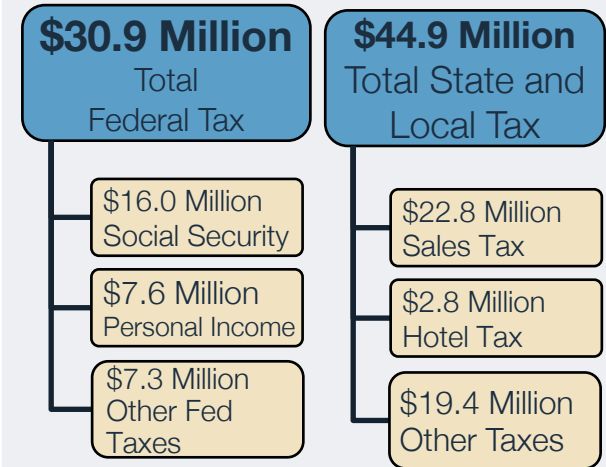 $30.9 Million
Total
Federal Tax
$16.0 Million
Social Security
$7.6 Million
Personal Income
$7.3 Million
Other Fed
Taxes
$44.9 Million
Total State and
Local Tax
$22.8 Million
Sales Tax
$2.8 Million
Hotel Tax
$19.4 Million
Other Taxes